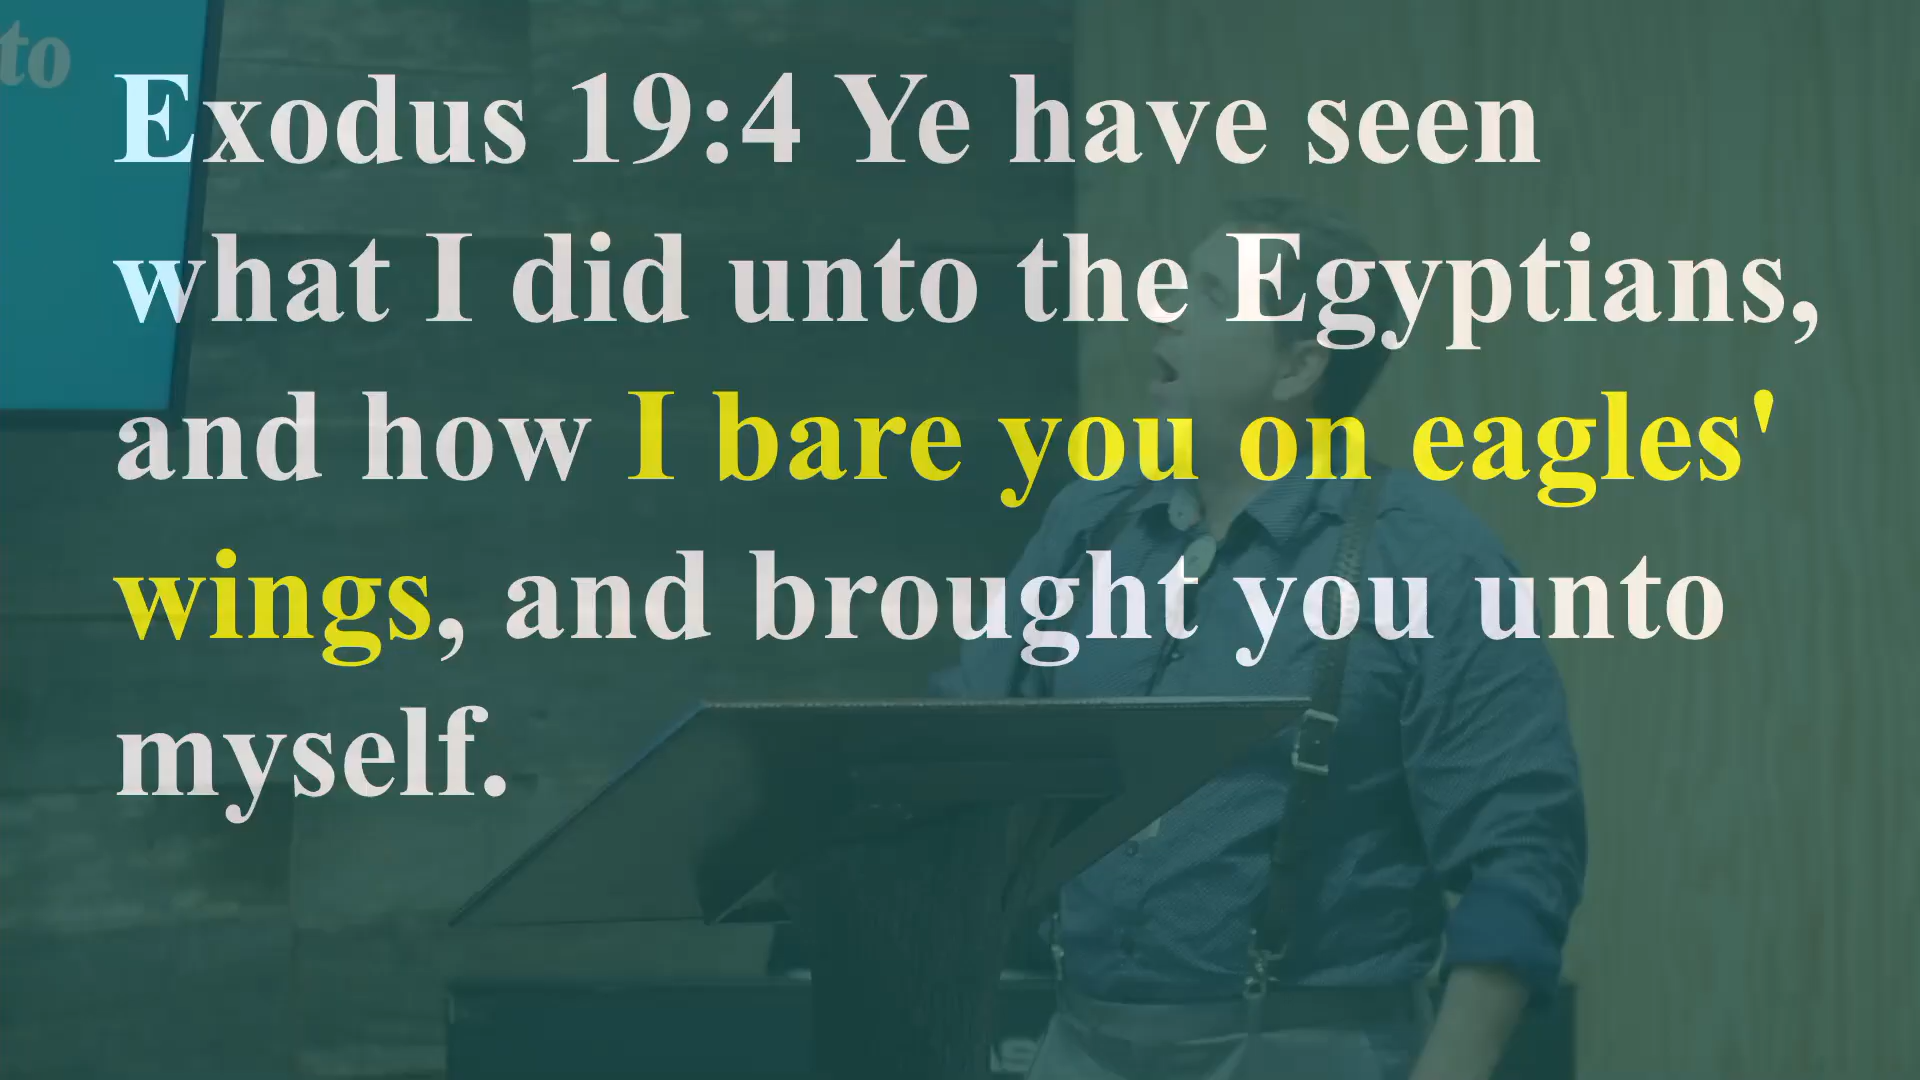 to
Exodus 19:4 Ye have seen
what I did unto the Egyptians,
and how I bare you on eagles'
wings, and brought you unto
myself.